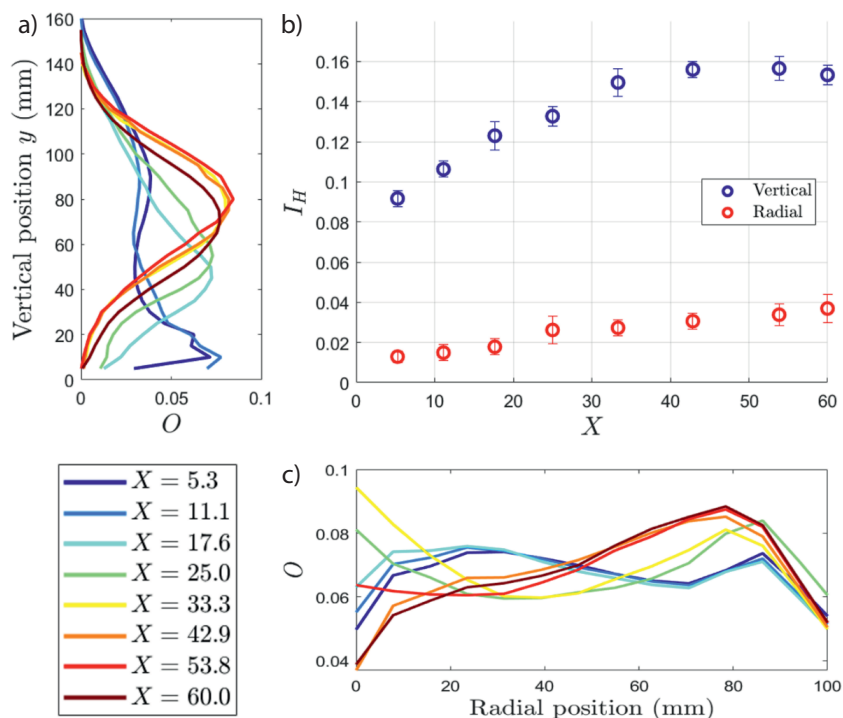 a)
160
140
120
100
80
60
40
20
0
Vertical position y (mm)
0
0.05
0.1
O
b)
0.16
0.14
0.12
0.1
0.08
0.06
0.04
0.02
0
I_H
Vertical
Radial
0
10
20
30
40
50
60
X
X = 5.3
X = 11.1
X = 17.6
X = 25.0
X = 33.3
X = 42.9
X = 53.8
X = 60.0
c)
0.1
0.08
0.06
0.04
O
0
20
40
60
80
100
Radial position (mm)